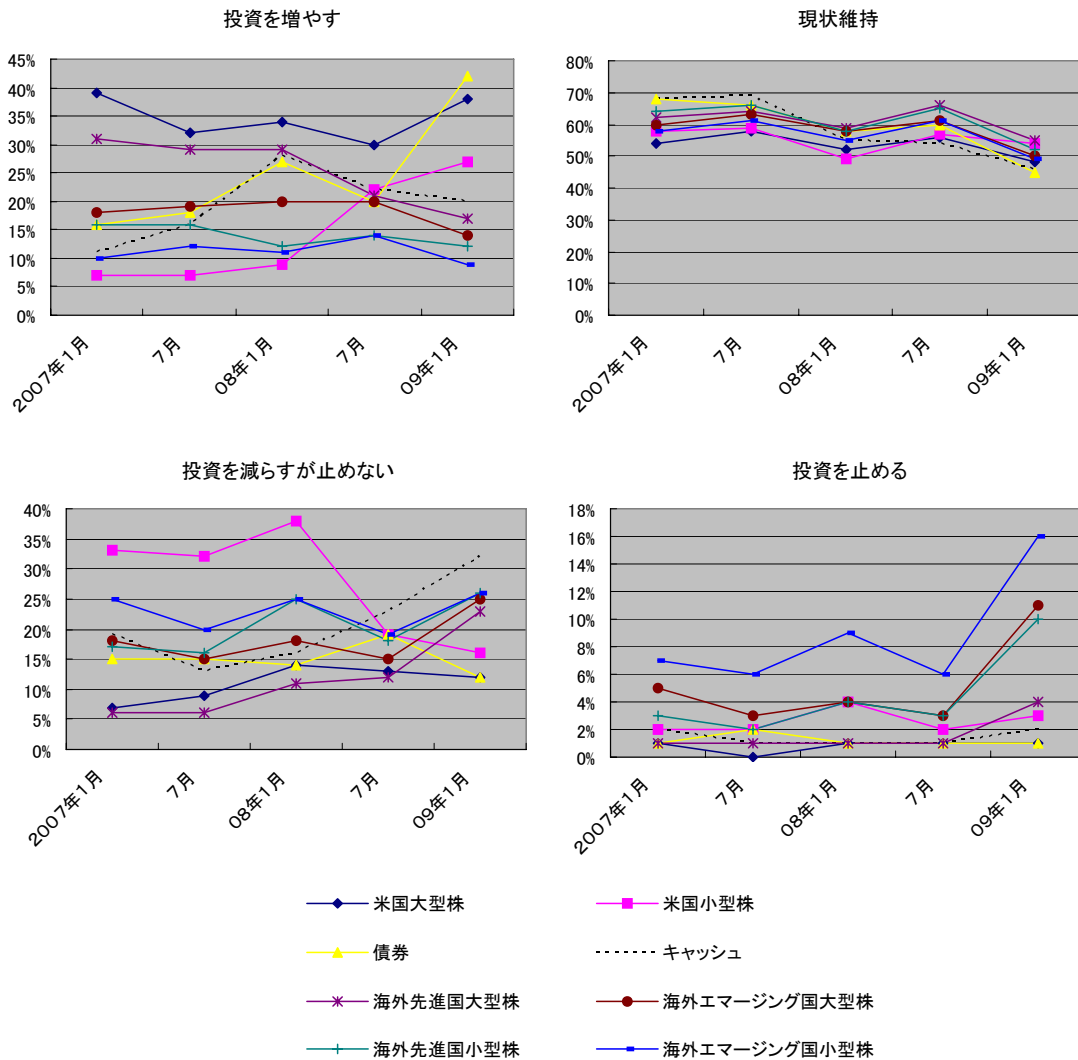 投資を増やす
45%
40%
35%
30%
25%
20%
15%
10%
5%
0%
2007年1月
7月
08年1月
7月
09年1月
現状維持
80%
70%
60%
50%
40%
30%
20%
10%
0%
2007年1月
7月
08年1月
7月
09年1月
投資を減らすが止めない
40%
35%
30%
25%
20%
15%
10%
5%
0%
2007年1月
7月
08年1月
7月
09年1月
投資を止める
18%
16%
14%
12%
10%
8%
6%
4%
2%
0%
2007年1月
7月
08年1月
7月
09年1月
米国大型株
米国小型株
債券
キャッシュ
海外先進国大型株
海外エマージング国大型株
海外先進国小型株
海外エマージング国小型株